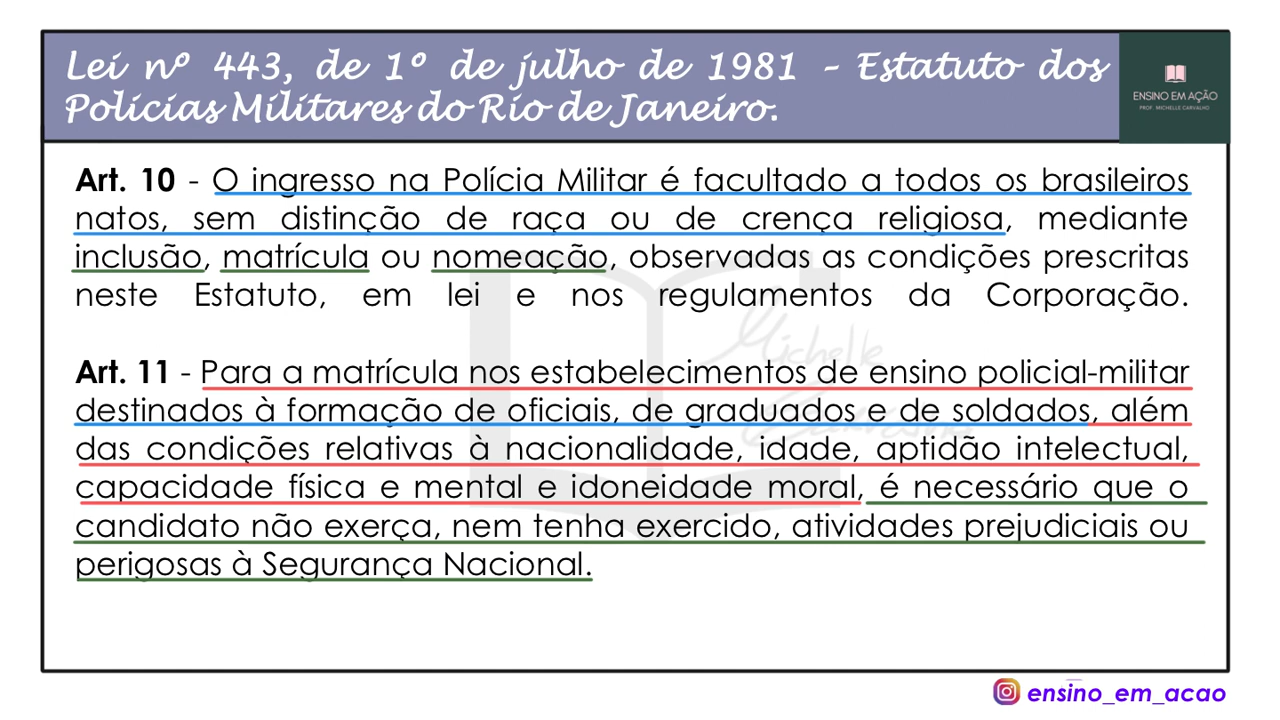 Lei nº 443, de 1º de julho de 1981 – Estatuto dos
Policias Militares do Rio de Janeiro.
ENSINO EM AÇÃO
PROF. MICHELLE CARVALHO
Art. 10 - O ingresso na Polícia Militar é facultado a todos os brasileiros
natos, sem distinção de raça ou de crença religiosa, mediante
inclusão, matrícula ou nomeação, observadas as condições prescritas
neste Estatuto, em lei e nos regulamentos da Corporação.
Art. 11 - Para a matrícula nos estabelecimentos de ensino policial-militar
destinados à formação de oficiais, de graduados e de soldados, além
das condições relativas à nacionalidade, idade, aptidão intelectual,
capacidade física e mental e idoneidade moral, é necessário que o
candidato não exerça, nem tenha exercido, atividades prejudiciais ou
perigosas à Segurança Nacional.
Michelle
Carvalho
ensino_em_acao